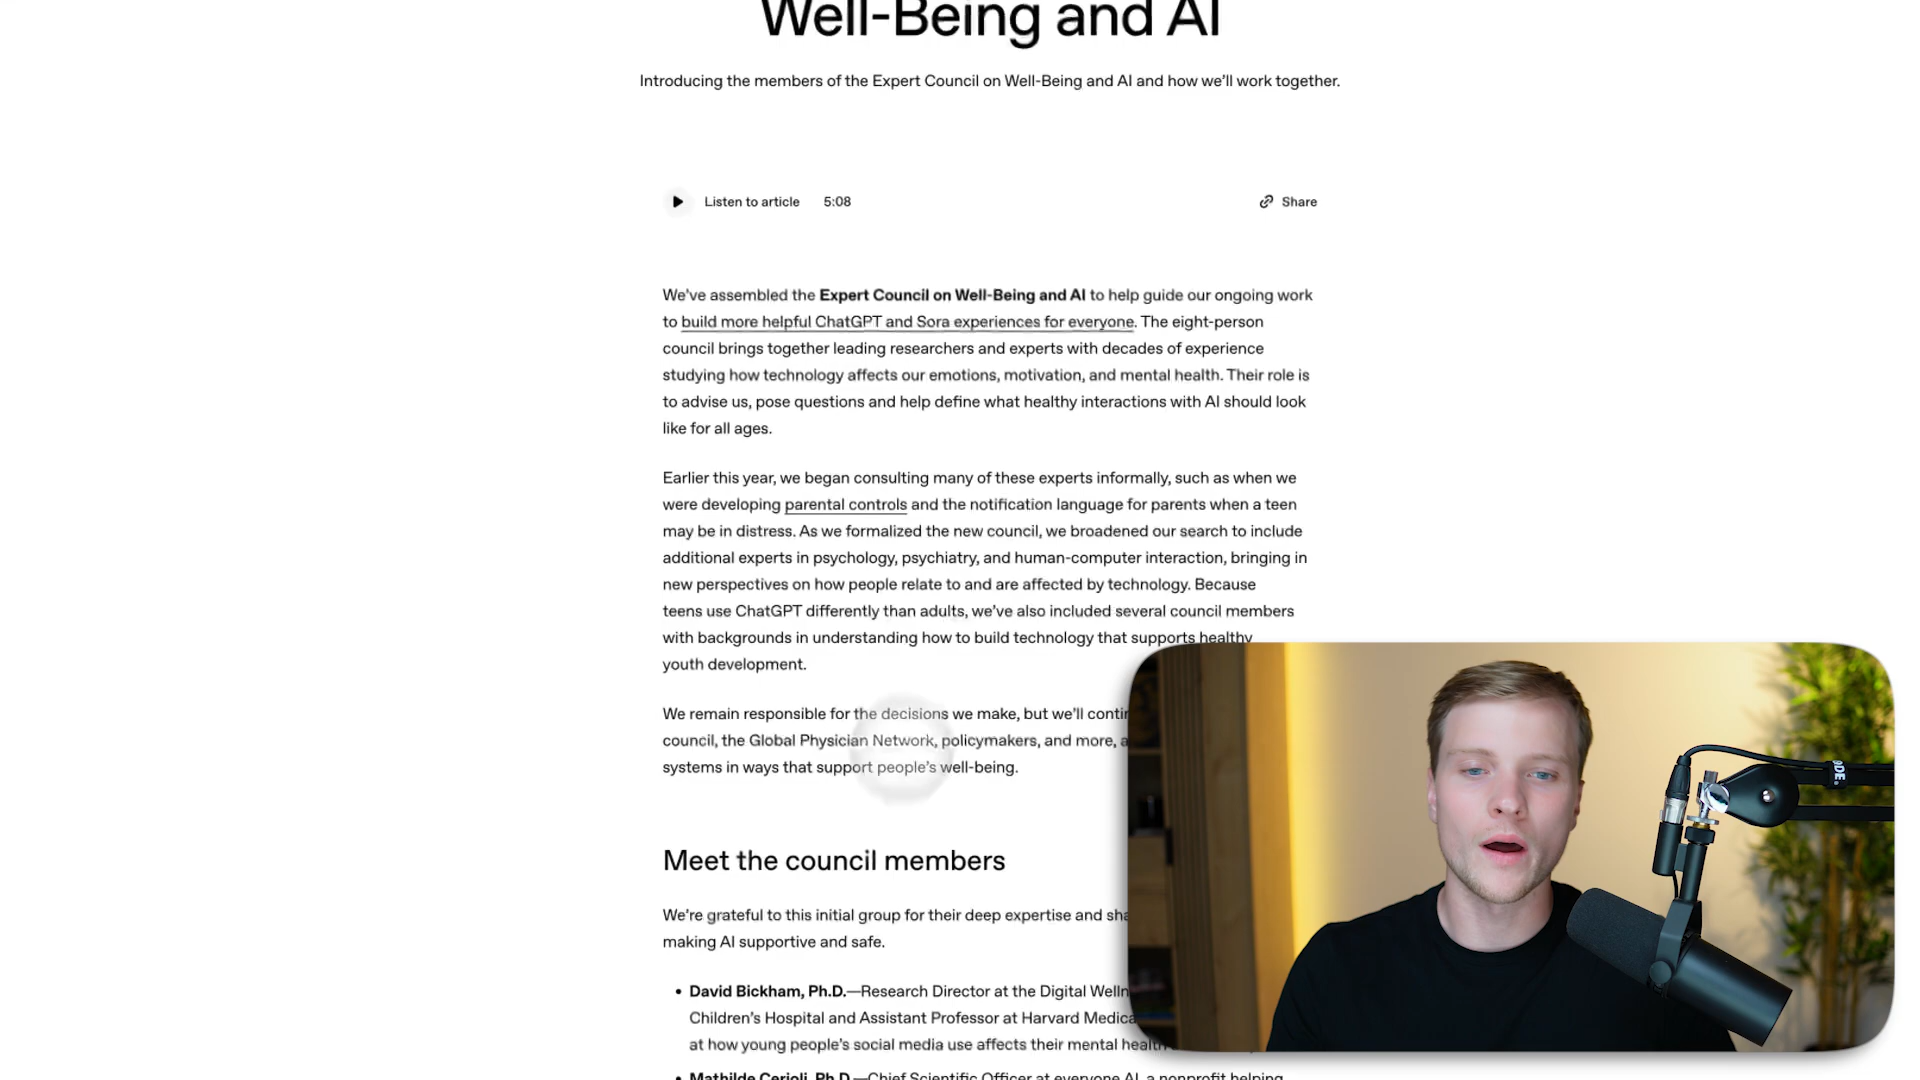 Well-Being and AI
Introducing the members of the Expert Council on Well-Being and AI and how we’ll work together.
Listen to article 5:08 Share
We’ve assembled the Expert Council on Well-Being and AI to help guide our ongoing work
to build more helpful ChatGPT and Sora experiences for everyone. The eight-person
council brings together leading researchers and experts with decades of experience
studying how technology affects our emotions, motivation, and mental health. Their role is
to advise us, pose questions and help define what healthy interactions with AI should look
like for all ages.
Earlier this year, we began consulting many of these experts informally, such as when we
were developing parental controls and the notification language for parents when a teen
may be in distress. As we formalized the new council, we broadened our search to include
additional experts in psychology, psychiatry, and human-computer interaction, bringing in
new perspectives on how people relate to and are affected by technology. Because
teens use ChatGPT differently than adults, we’ve also included several council members
with backgrounds in understanding how to build technology that supports healthy
youth development.
We remain responsible for the decisions we make, but we’ll
council, the Global Physician Network, policymakers, and more,
systems in ways that support people’s well-being.
Meet the council members
We’re grateful to this initial group for their deep expertise and
making AI supportive and safe.
• David Bickham, Ph.D.—Research Director at the Digital
Children’s Hospital and Assistant Professor at Harvard
at how young people’s social media use affects their mental health
• Mathilde Cerioli, Ph.D.—Chief Scientific Officer at everyone.AI, a nonprofit helping